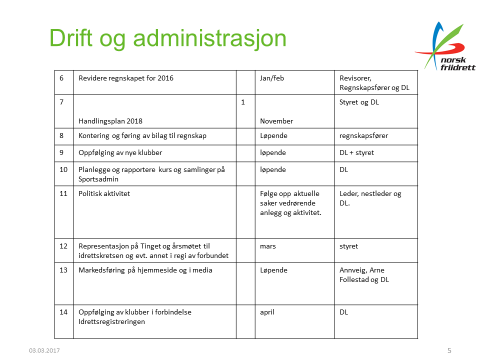 Drift og administrasjon
norsk
friidrett
6 Revidere regnskapet for 2016 Jan/feb Revisorer,
Regnskapsfører og DL
7 1 Styret og DL
Handlingsplan 2018 November
8 Kontering og føring av bilag til regnskap Løpende regnskapsfører
9 Oppfølging av nye klubber løpende DL + styret
10 Planlegge og rapportere kurs og samlinger på løpende DL
Sportsadmin
11 Politisk aktivitet Følge opp aktuelle Leder, nestleder og
saker vedrørende DL.
anlegg og aktivitet.
12 Representasjon på Tinget og årsmøtet til mars styret
idrettskretsen og evt. annet i regi av forbundet
13 Markedsføring på hjemmeside og i media Løpende Annveig, Arne
Follestad og DL
14 Oppfølging av klubber i forbindelse april DL
Idrettsregistreringen
03.03.2017 5